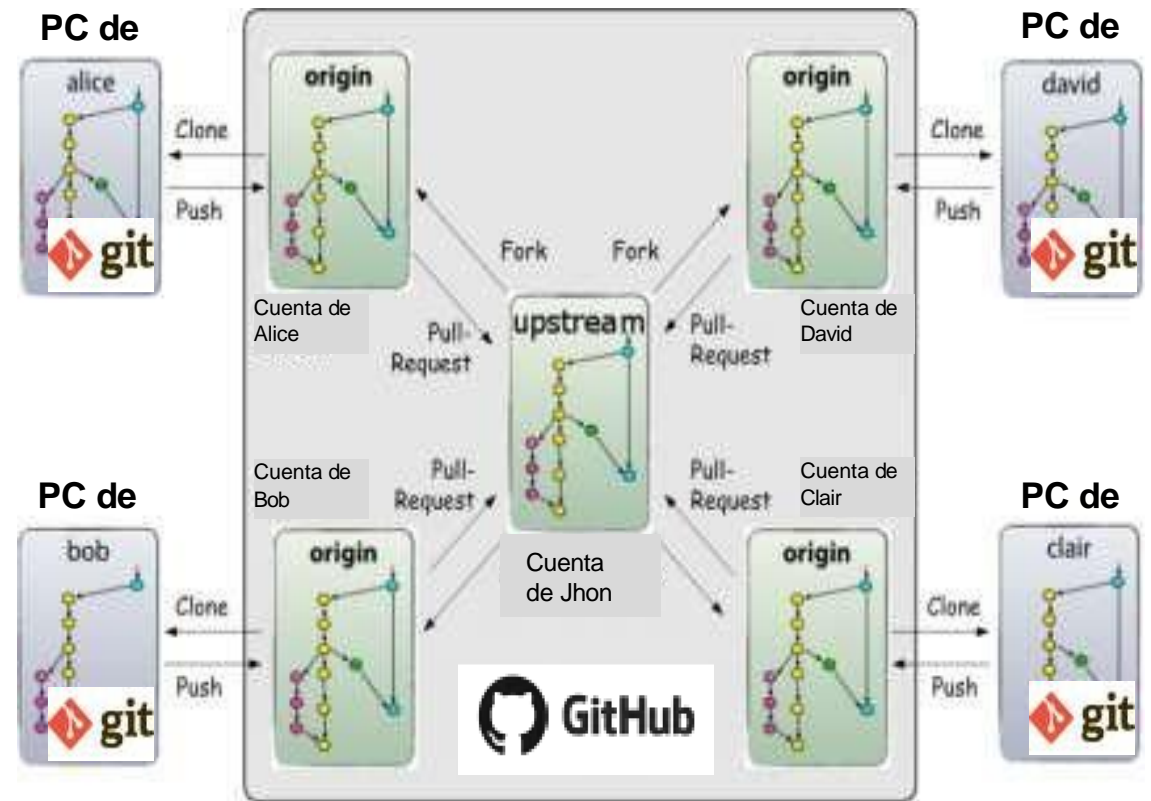 PC de
PC de
alice
origin
origin
david
Clone
Clone
Push
Push
git
git
Fork
Fork
Cuenta de
Alice
Cuenta de
David
upstream
Pull-
Request
Pull-
Request
Cuenta de
Bob
Pull-
Request
Pull-
Request
Cuenta de
Clair
PC de
PC de
bob
origin
Cuenta
de Jhon
origin
clair
Clone
Clone
Push
Push
git
GitHub
git